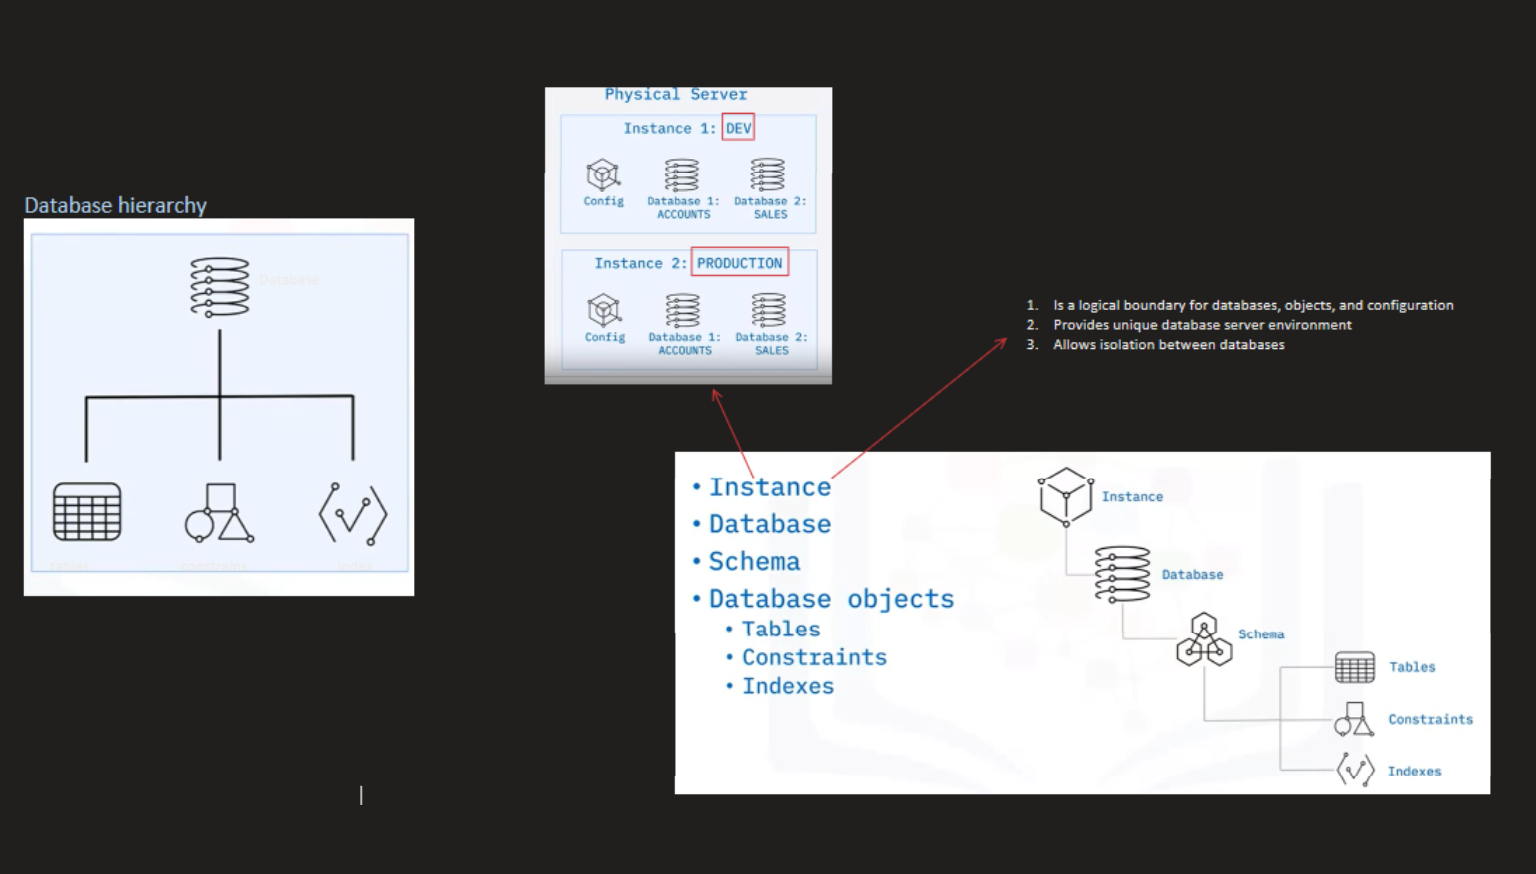 Database hierarchy
Database
tables
constrains
index
Physical Server
Instance 1: DEV
Config
Database 1:
ACCOUNTS
Database 2:
SALES
Instance 2: PRODUCTION
Config
Database 1:
ACCOUNTS
Database 2:
SALES
1. Is a logical boundary for databases, objects, and configuration
2. Provides unique database server environment
3. Allows isolation between databases
• Instance
• Database
• Schema
• Database objects
• Tables
• Constraints
• Indexes
Instance
Database
Schema
Tables
Constraints
Indexes